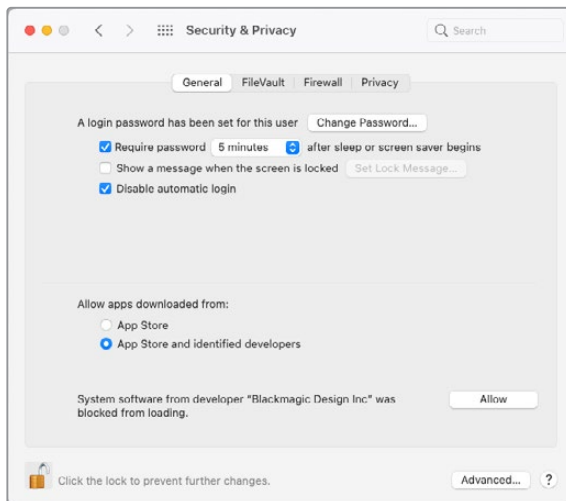 Security & Privacy
Search
General FileVault Firewall Privacy
A login password has been set for this user Change Password...
Require password 5 minutes after sleep or screen saver begins
Show a message when the screen is locked Set Lock Message...
Disable automatic login
Allow apps downloaded from:
App Store
App Store and identified developers
System software from developer "Blackmagic Design Inc" was
blocked from loading.
Allow
Click the lock to prevent further changes.
Advanced... ?